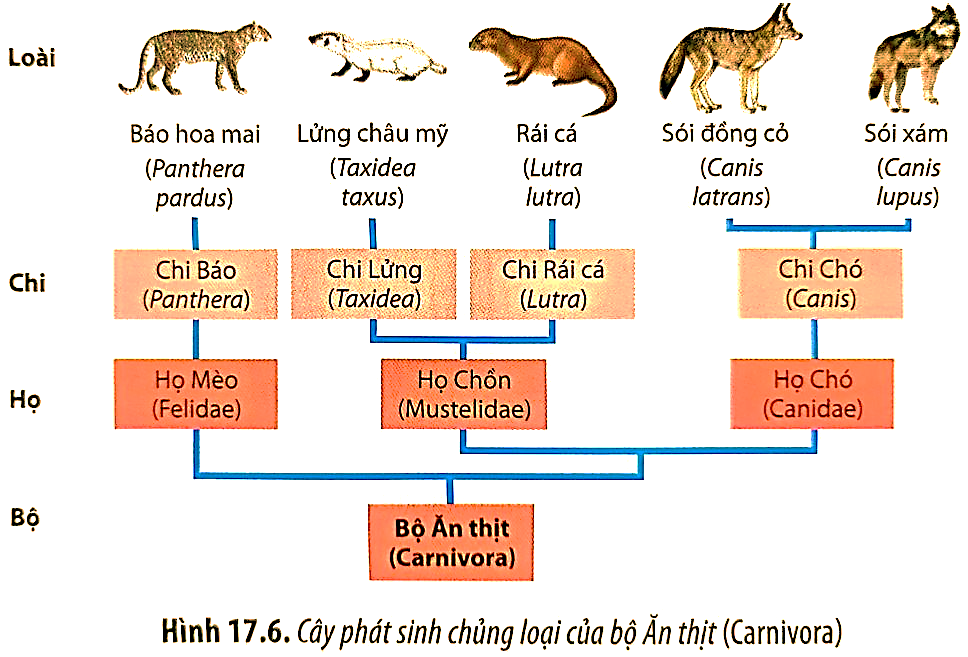 Loài
Báo hoa mai
(Panthera
pardus)
Lửng châu mỹ
(Taxidea
taxus)
Rái cá
(Lutra
lutra)
Sói đồng cỏ
(Canis
latrans)
Sói xám
(Canis
lupus)
Chi
Chi Báo
(Panthera)
Chi Lửng
(Taxidea)
Chi Rái cá
(Lutra)
Chi Chó
(Canis)
Họ
Họ Mèo
(Felidae)
Họ Chồn
(Mustelidae)
Họ Chó
(Canidae)
Bộ
Bộ Ăn thịt
(Carnivora)
Hình 17.6. Cây phát sinh chủng loại của bộ Ăn thịt (Carnivora)